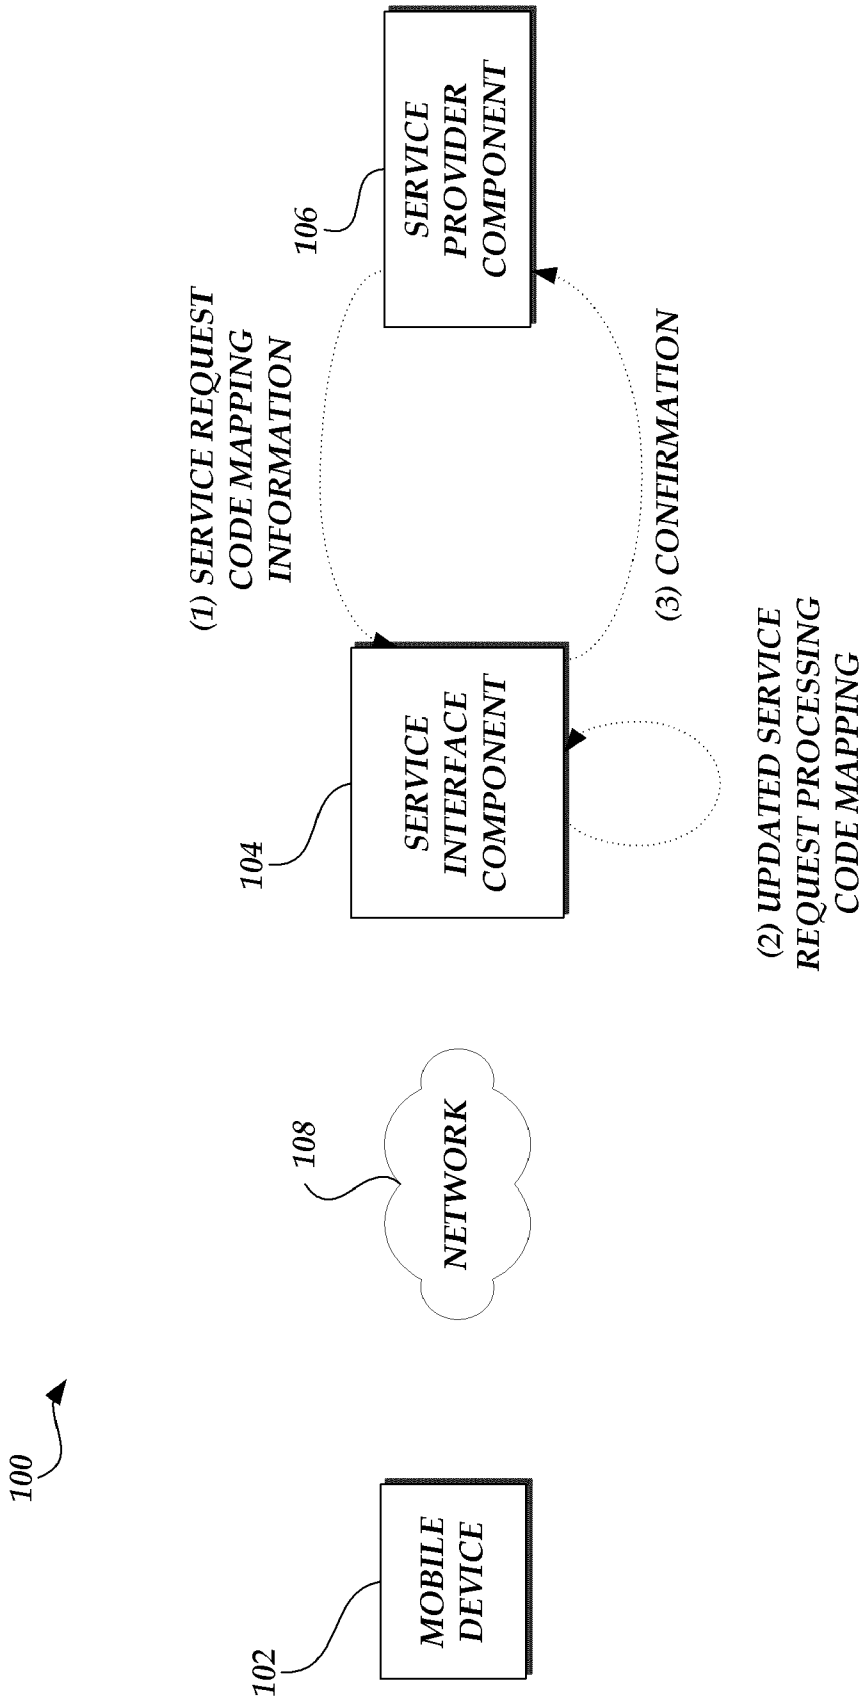 100
102
MOBILE
DEVICE
108
NETWORK
104
SERVICE
INTERFACE
COMPONENT
(1) SERVICE REQUEST
CODE MAPPING
INFORMATION
106
SERVICE
PROVIDER
COMPONENT
(2) UPDATED SERVICE
REQUEST PROCESSING
CODE MAPPING
(3) CONFIRMATION